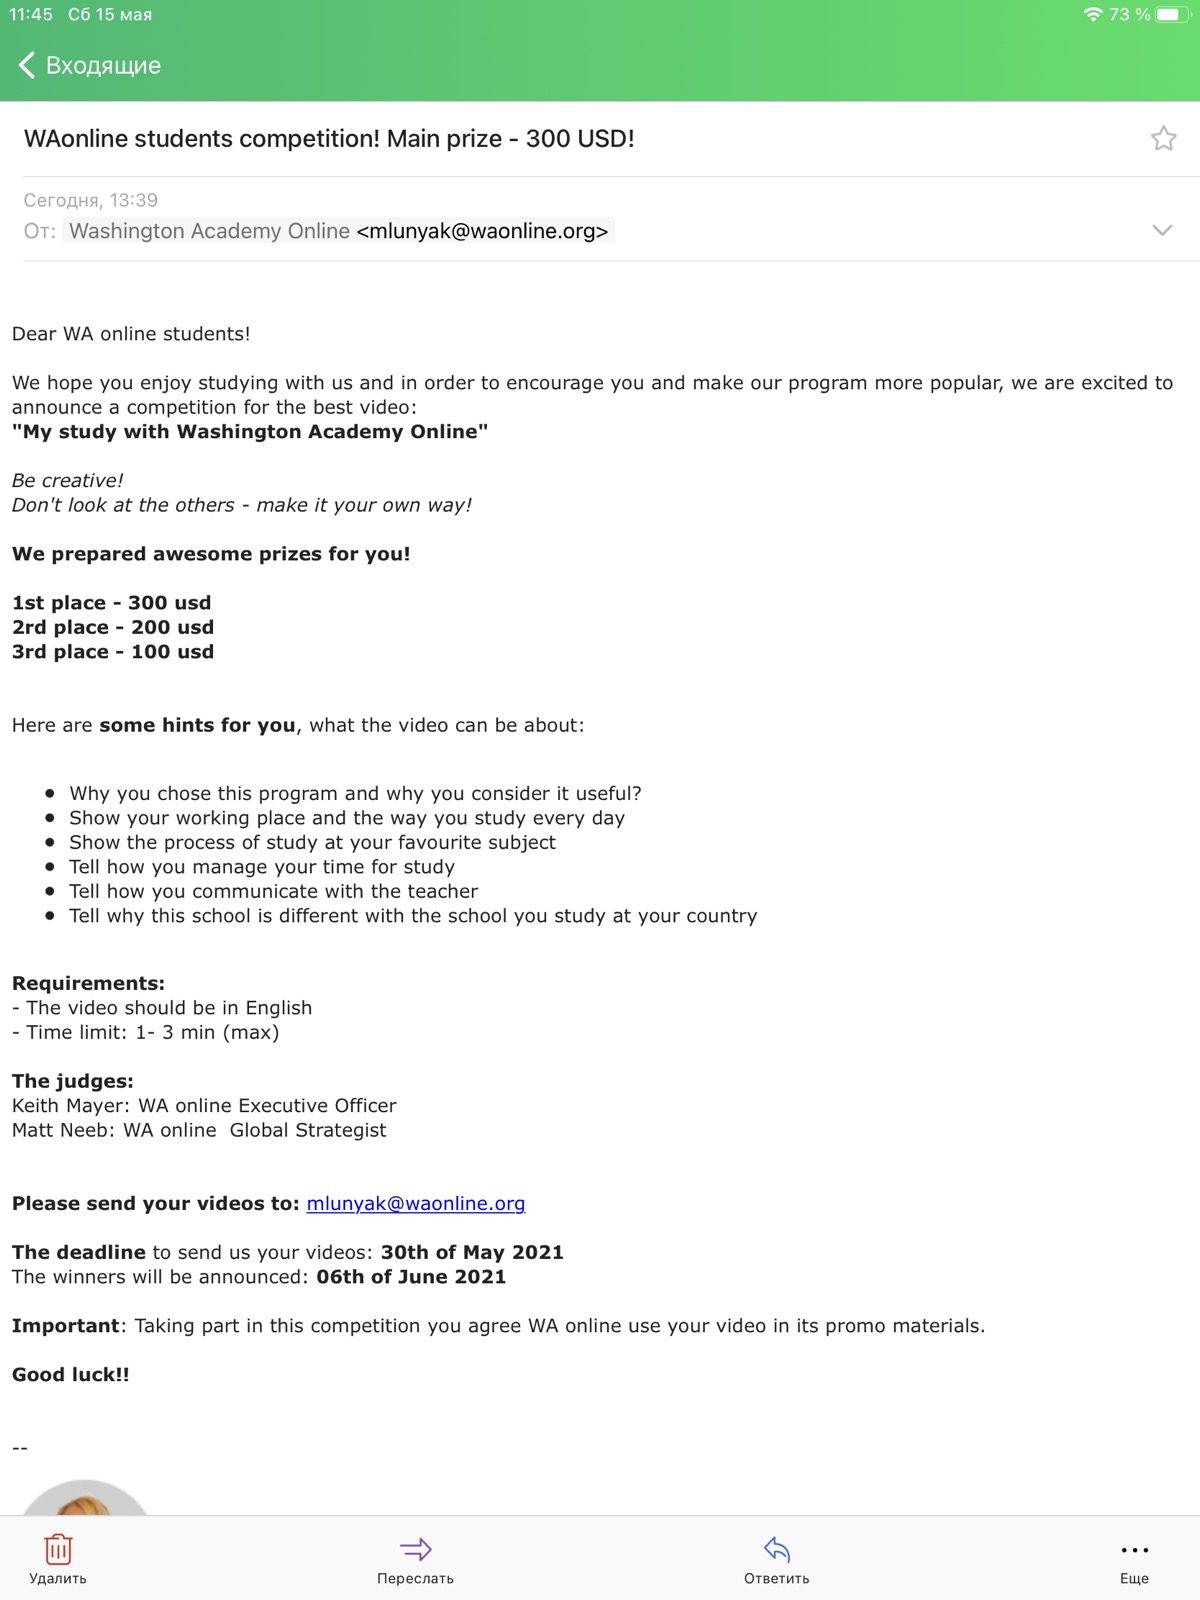 11:45 Сб 15 мая 73 %
Входящие
WAonline students competition! Main prize - 300 USD!
Сегодня, 13:39
От: Washington Academy Online <mlunyak@waonline.org>
Dear WA online students!
We hope you enjoy studying with us and in order to encourage you and make our program more popular, we are excited to
announce a competition for the best video:
"My study with Washington Academy Online"
Be creative!
Don't look at the others - make it your own way!
We prepared awesome prizes for you!
1st place - 300 usd
2rd place - 200 usd
3rd place - 100 usd
Here are some hints for you, what the video can be about:
• Why you chose this program and why you consider it useful?
• Show your working place and the way you study every day
• Show the process of study at your favourite subject
• Tell how you manage your time for study
• Tell how you communicate with the teacher
• Tell why this school is different with the school you study at your country
Requirements:
- The video should be in English
- Time limit: 1- 3 min (max)
The judges:
Keith Mayer: WA online Executive Officer
Matt Neeb: WA online  Global Strategist
Please send your videos to: mlunyak@waonline.org
The deadline to send us your videos: 30th of May 2021
The winners will be announced: 06th of June 2021
Important: Taking part in this competition you agree WA online use your video in its promo materials.
Good luck!!
--
Удалить Переслать Ответить Еще